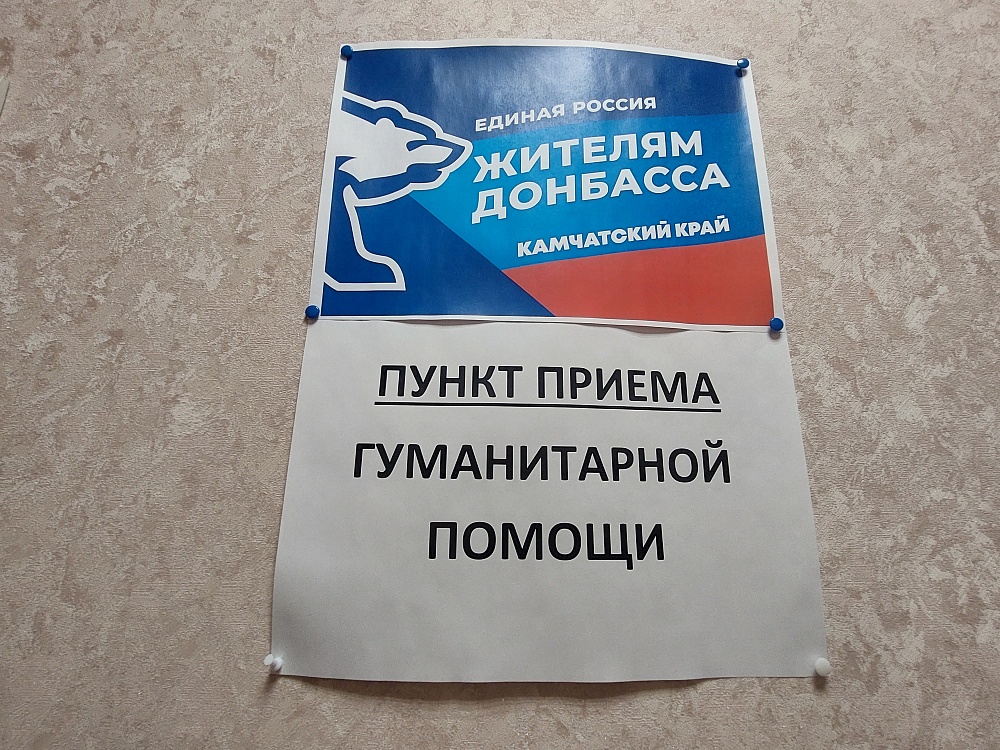 ЕДИНАЯ РОССИЯ
ЖИТЕЛЯМ
ДОНБАССА
КАМЧАТСКИЙ КРАЙ
ПУНКТ ПРИЕМА
ГУМАНИТАРНОЙ
ПОМОЩИ